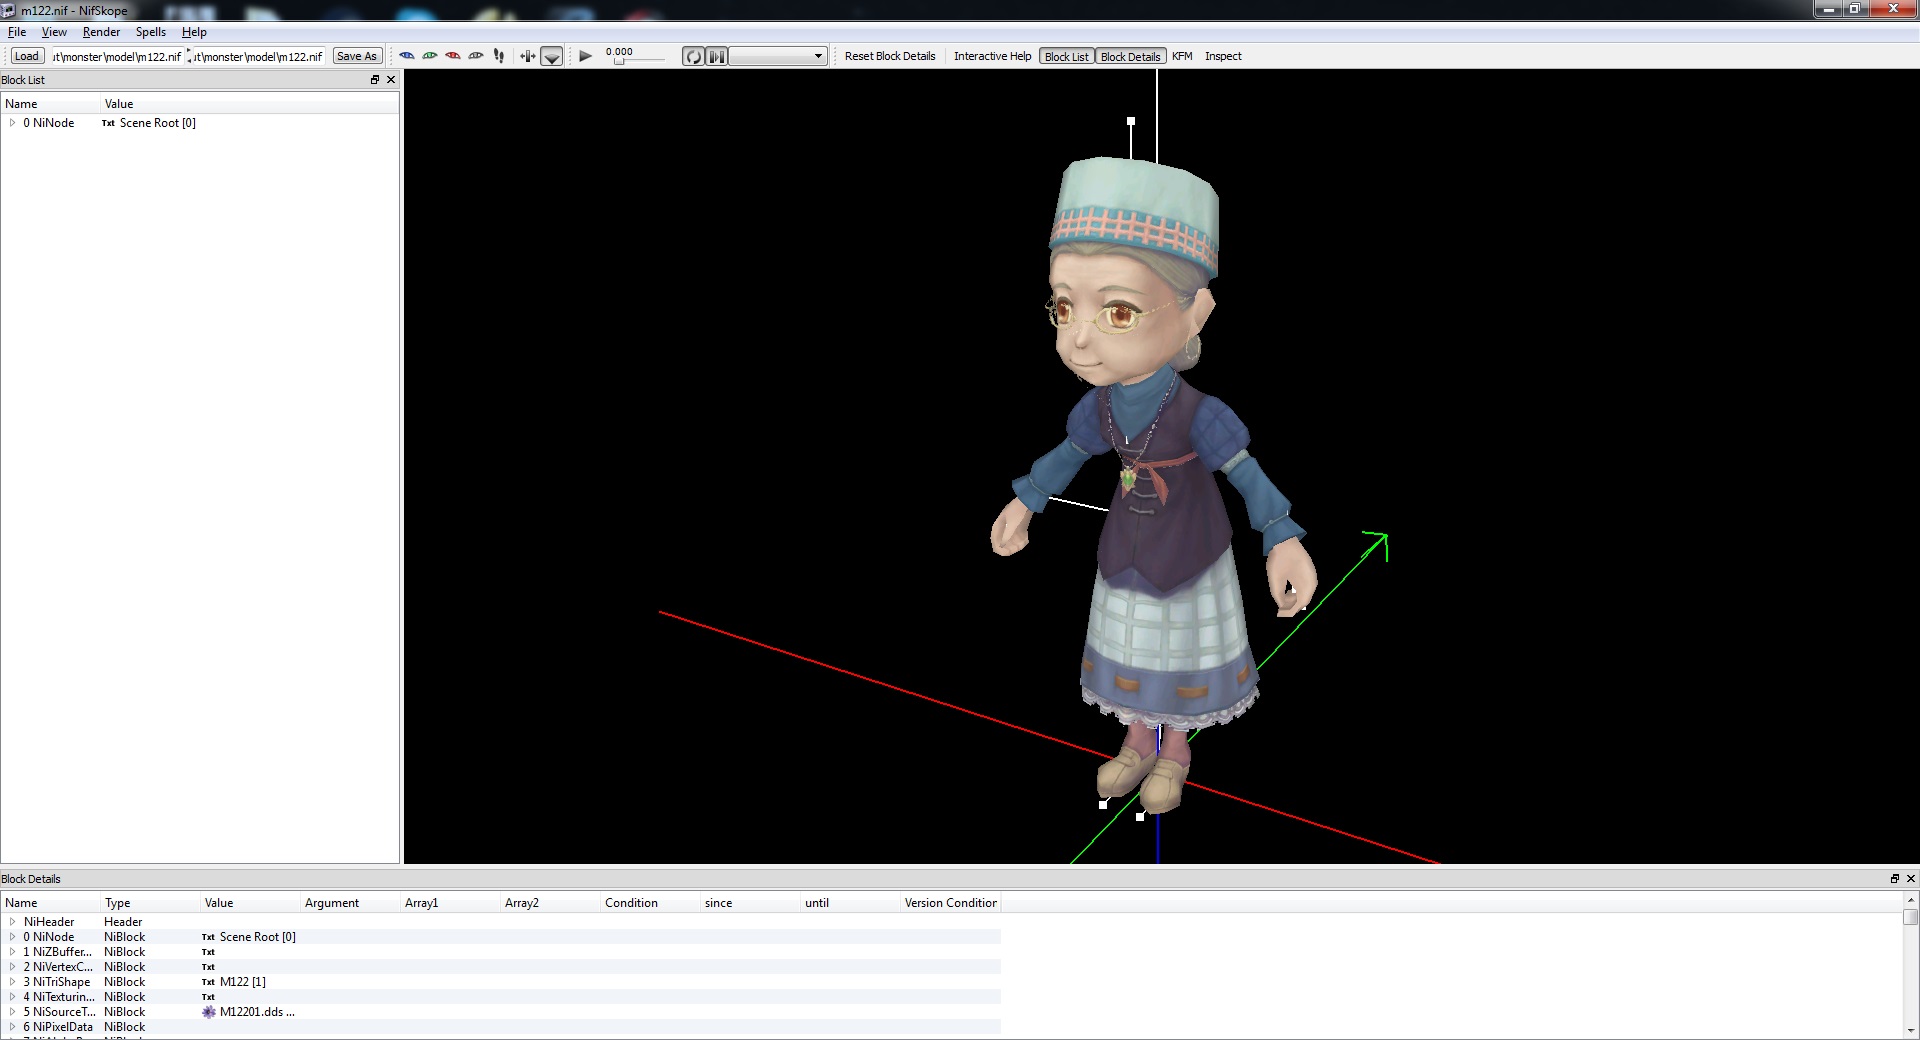 m122.nif - NifSkope
File View Render Spells Help
Load ut\monster\model\m122.nif ut\monster\model\m122.nif Save As 0.000 Reset Block Details Interactive Help Block List Block Details KFM Inspect
Block List
Name Value
0 NiNode Txt Scene Root [0]
Block Details
Name Type Value Argument Array1 Array2 Condition since until Version Condition
NiHeader Header
0 NiNode NiBlock Txt Scene Root [0]
1 NiZBuffer... NiBlock Txt
2 NiVertexC... NiBlock Txt
3 NiTriShape NiBlock Txt M122 [1]
4 NiTexturin... NiBlock Txt
5 NiSourceT... NiBlock M12201.dds ...
6 NiPixelData NiBlock